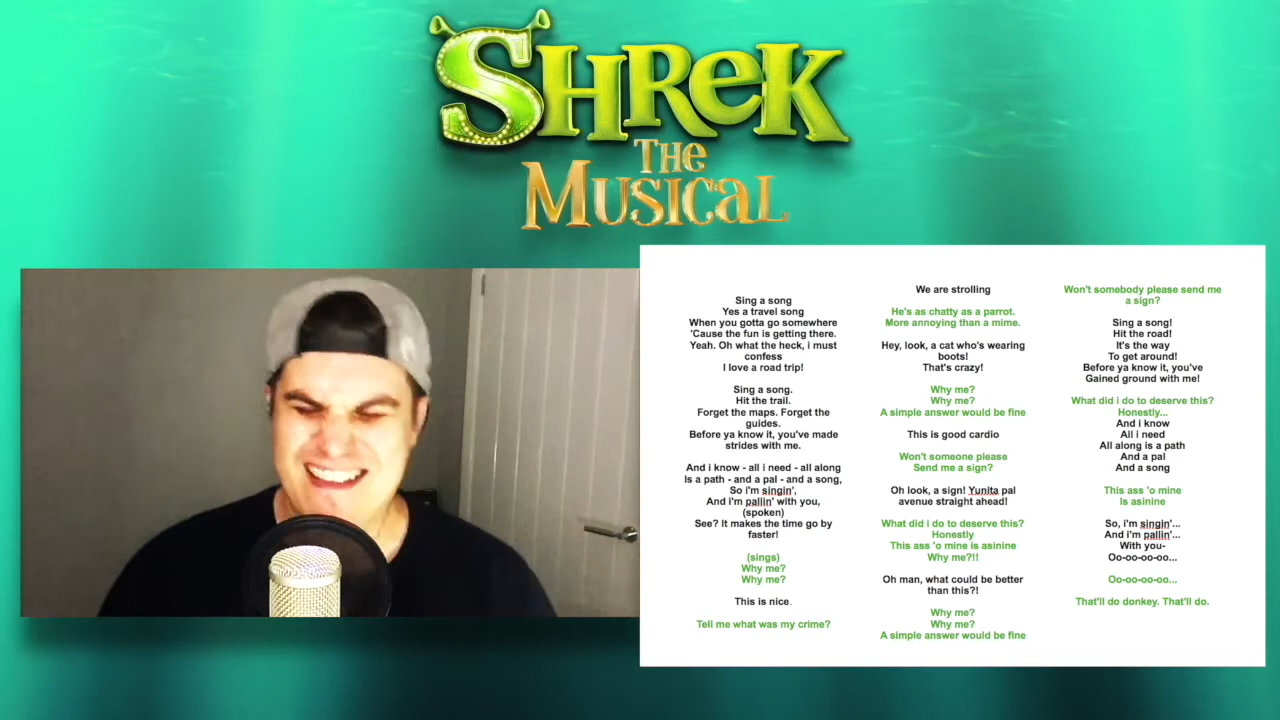 SHREK
THE
MUSICAL
Sing a song
Yes a travel song
When you gotta go somewhere
'Cause the fun is getting there.
Yeah. Oh what the heck, i must
confess
I love a road trip!
Sing a song.
Hit the trail.
Forget the maps. Forget the
guides.
Before ya know it, you've made
strides with me.
And i know - all i need - all along
Is a path - and a pal - and a song,
So i'm singin',
And i'm pallin' with you,
(spoken)
See? It makes the time go by
faster!
(sings)
Why me?
Why me?
This is nice.
Tell me what was my crime?
We are strolling
He's as chatty as a parrot.
More annoying than a mime.
Hey, look, a cat who's wearing
boots!
That's crazy!
Why me?
Why me?
A simple answer would be fine
This is good cardio
Won't someone please
Send me a sign?
Oh look, a sign! Yunita pal
avenue straight ahead!
What did i do to deserve this?
Honestly
This ass 'o mine is asinine
Why me?!!
Oh man, what could be better
than this?!
Why me?
Why me?
A simple answer would be fine
Won't somebody please send me
a sign?
Sing a song!
Hit the road!
It's the way
To get around!
Before ya know it, you've
Gained ground with me!
What did i do to deserve this?
Honestly...
And i know
All i need
All along is a path
And a pal
And a song
This ass 'o mine
Is asinine
So, i'm singin'...
And i'm pallin'...
With you-
Oo-oo-oo-oo...
Oo-oo-oo-oo...
That'll do donkey. That'll do.